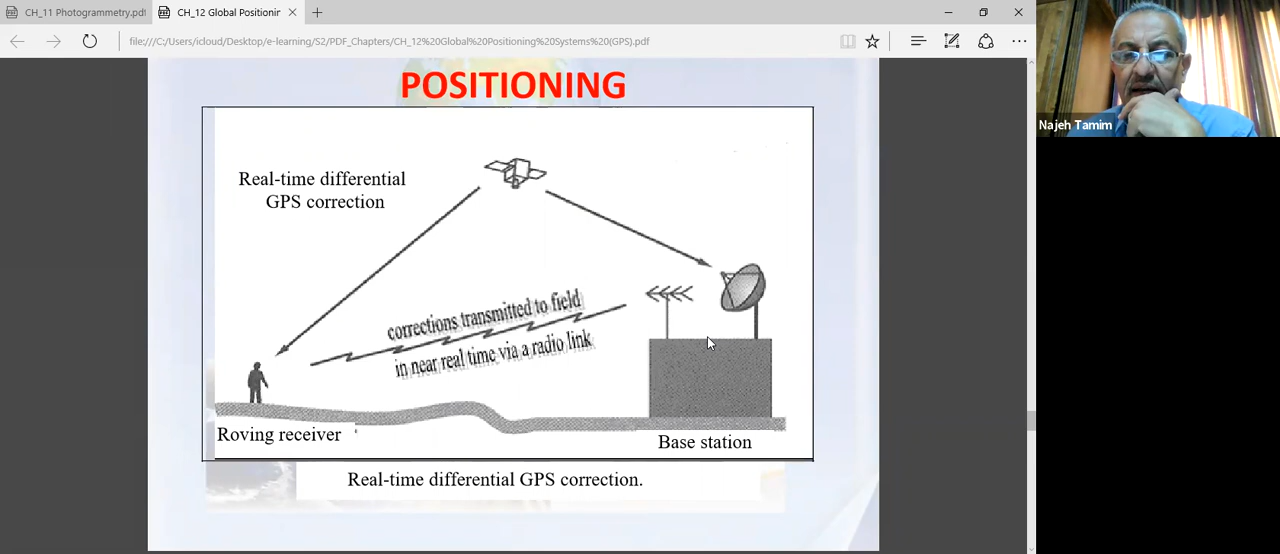 CH_11 Photogrammetry.pdf
CH_12 Global Positionin
file:///C:/Users/icloud/Desktop/e-learning/S2/PDF_Chapters/CH_12%20Global%20Positioning%20Systems%20(GPS).pdf
Najeh Tamim
POSITIONING
Real-time differential
GPS correction
corrections transmitted to field
in near real time via a radio link
Roving receiver
Base station
Real-time differential GPS correction.